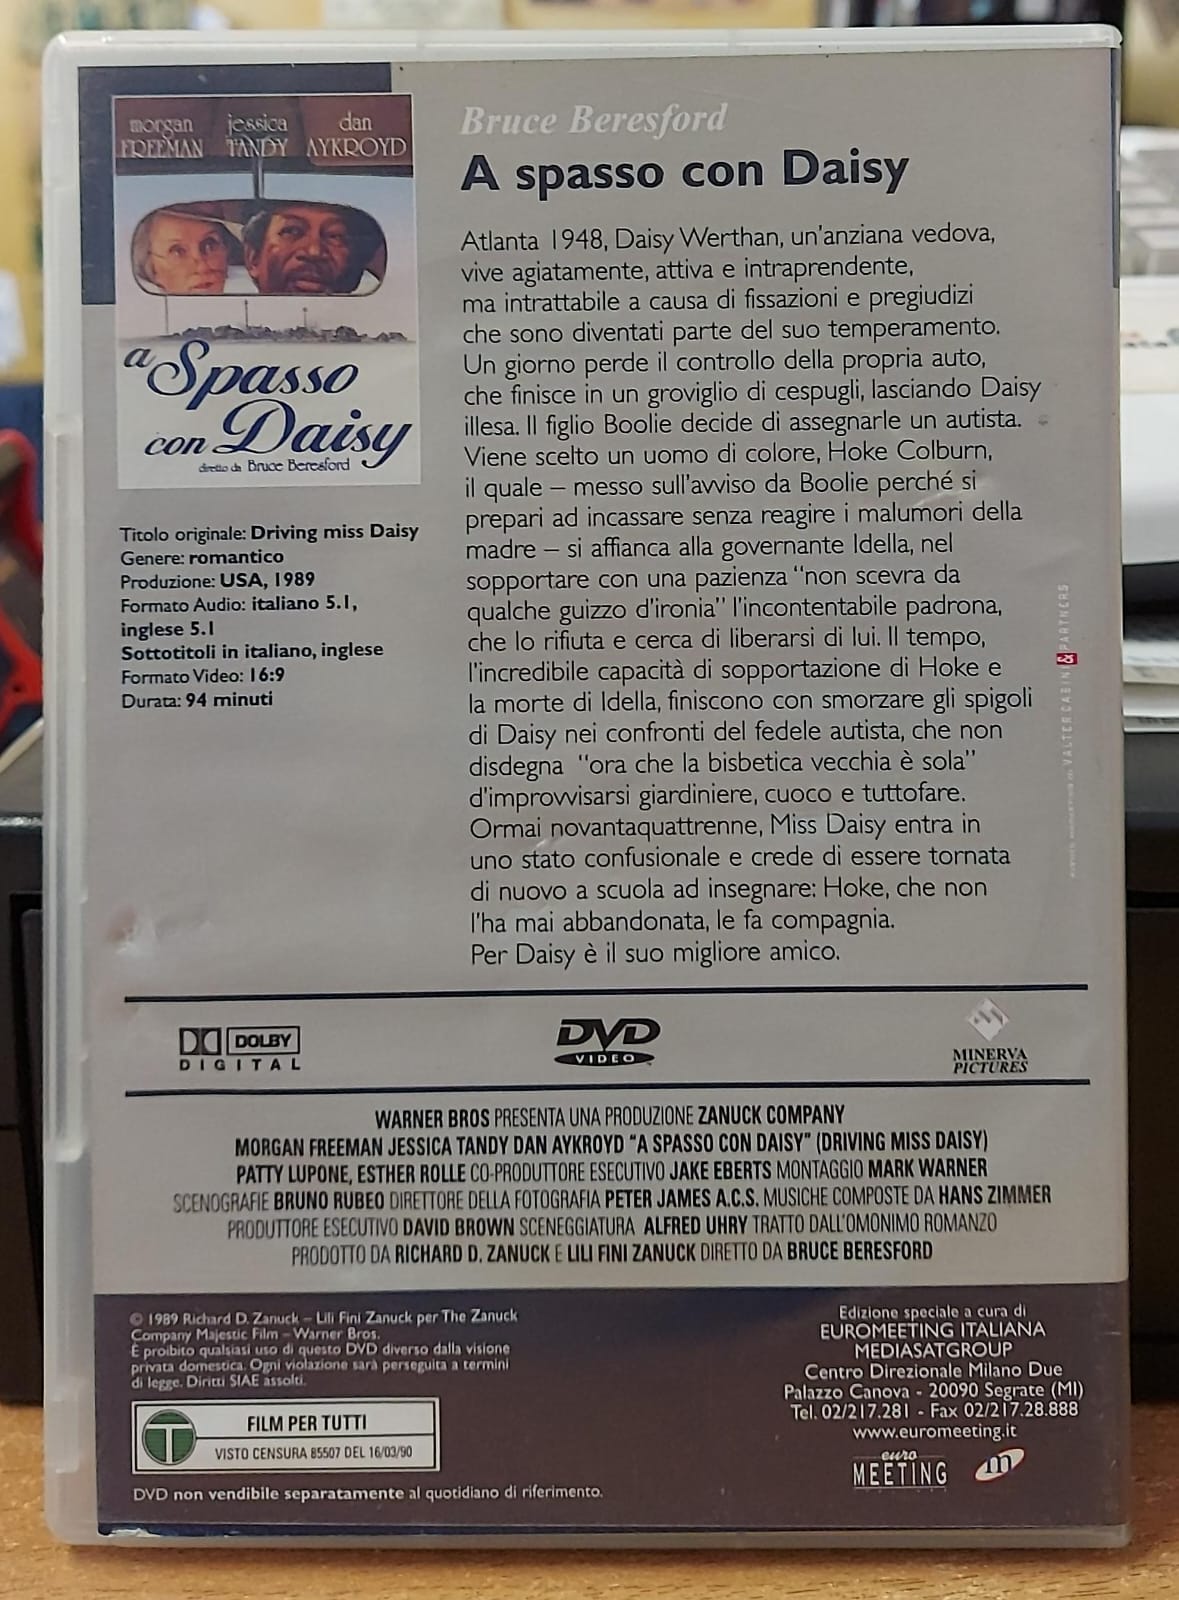 morgan FREEMAN jessica TANDY dan AYKROYD
a Spasso
con Daisy
diretto da Bruce Beresford
Titolo originale: Driving miss Daisy
Genere: romantico
Produzione: USA, 1989
Formato Audio: italiano 5.1,
inglese 5.1
Sottotitoli in italiano, inglese
Formato Video: 16:9
Durata: 94 minuti
Bruce Beresford
A spasso con Daisy
Atlanta 1948, Daisy Werthan, un'anziana vedova,
vive agiatamente, attiva e intraprendente,
ma intrattabile a causa di fissazioni e pregiudizi
che sono diventati parte del suo temperamento.
Un giorno perde il controllo della propria auto,
che finisce in un groviglio di cespugli, lasciando Daisy
illesa. Il figlio Boolie decide di assegnarle un autista.
Viene scelto un uomo di colore, Hoke Colburn,
il quale – messo sull'avviso da Boolie perché si
prepari ad incassare senza reagire i malumori della
madre – si affianca alla governante Idella, nel
sopportare con una pazienza "non scevra da
qualche guizzo d'ironia" l'incontentabile padrona,
che lo rifiuta e cerca di liberarsi di lui. Il tempo,
l'incredibile capacità di sopportazione di Hoke e
la morte di Idella, finiscono con smorzare gli spigoli
di Daisy nei confronti del fedele autista, che non
disdegna "ora che la bisbetica vecchia è sola"
d'improvvisarsi giardiniere, cuoco e tuttofare.
Ormai novantaquattrenne, Miss Daisy entra in
uno stato confusionale e crede di essere tornata
di nuovo a scuola ad insegnare: Hoke, che non
l'ha mai abbandonata, le fa compagnia.
Per Daisy è il suo migliore amico.
VALTER CABINI & PARTNERS
DOLBY
DIGITAL
DVD
VIDEO
MINERVA
PICTURES
WARNER BROS PRESENTA UNA PRODUZIONE ZANUCK COMPANY
MORGAN FREEMAN JESSICA TANDY DAN AYKROYD "A SPASSO CON DAISY" (DRIVING MISS DAISY)
PATTY LUPONE, ESTHER ROLLE CO-PRODUTTORE ESECUTIVO JAKE EBERTS MONTAGGIO MARK WARNER
SCENOGRAFIE BRUNO RUBEO DIRETTORE DELLA FOTOGRAFIA PETER JAMES A.C.S. MUSICHE COMPOSTE DA HANS ZIMMER
PRODUTTORE ESECUTIVO DAVID BROWN SCENEGGIATURA ALFRED UHRY TRATTO DALL'OMONIMO ROMANZO
PRODOTTO DA RICHARD D. ZANUCK E LILI FINI ZANUCK DIRETTO DA BRUCE BERESFORD
© 1989 Richard D. Zanuck – Lili Fini Zanuck per The Zanuck
Company Majestic Film – Warner Bros.
È proibito qualsiasi uso di questo DVD diverso dalla visione
privata domestica. Ogni violazione sarà perseguita a termini
di legge. Diritti SIAE assolti.
T FILM PER TUTTI
VISTO CENSURA 85507 DEL 16/03/90
DVD non vendibile separatamente al quotidiano di riferimento.
Edizione speciale a cura di
EUROMEETING ITALIANA
MEDIASATGROUP
Centro Direzionale Milano Due
Palazzo Canova - 20090 Segrate (MI)
Tel. 02/217.281 - Fax 02/217.28.888
www.euromeeting.it
euro
MEETING m